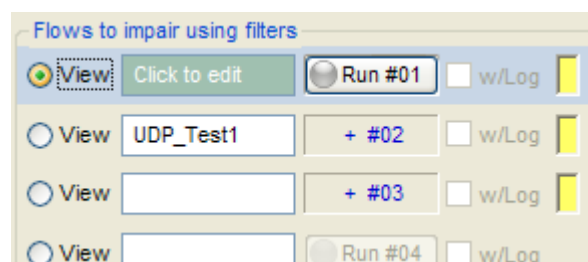 Flows to impair using filters
View Click to edit Run #01 w/Log
View UDP_Test1 + #02 w/Log
View + #03 w/Log
View Run #04 w/Log